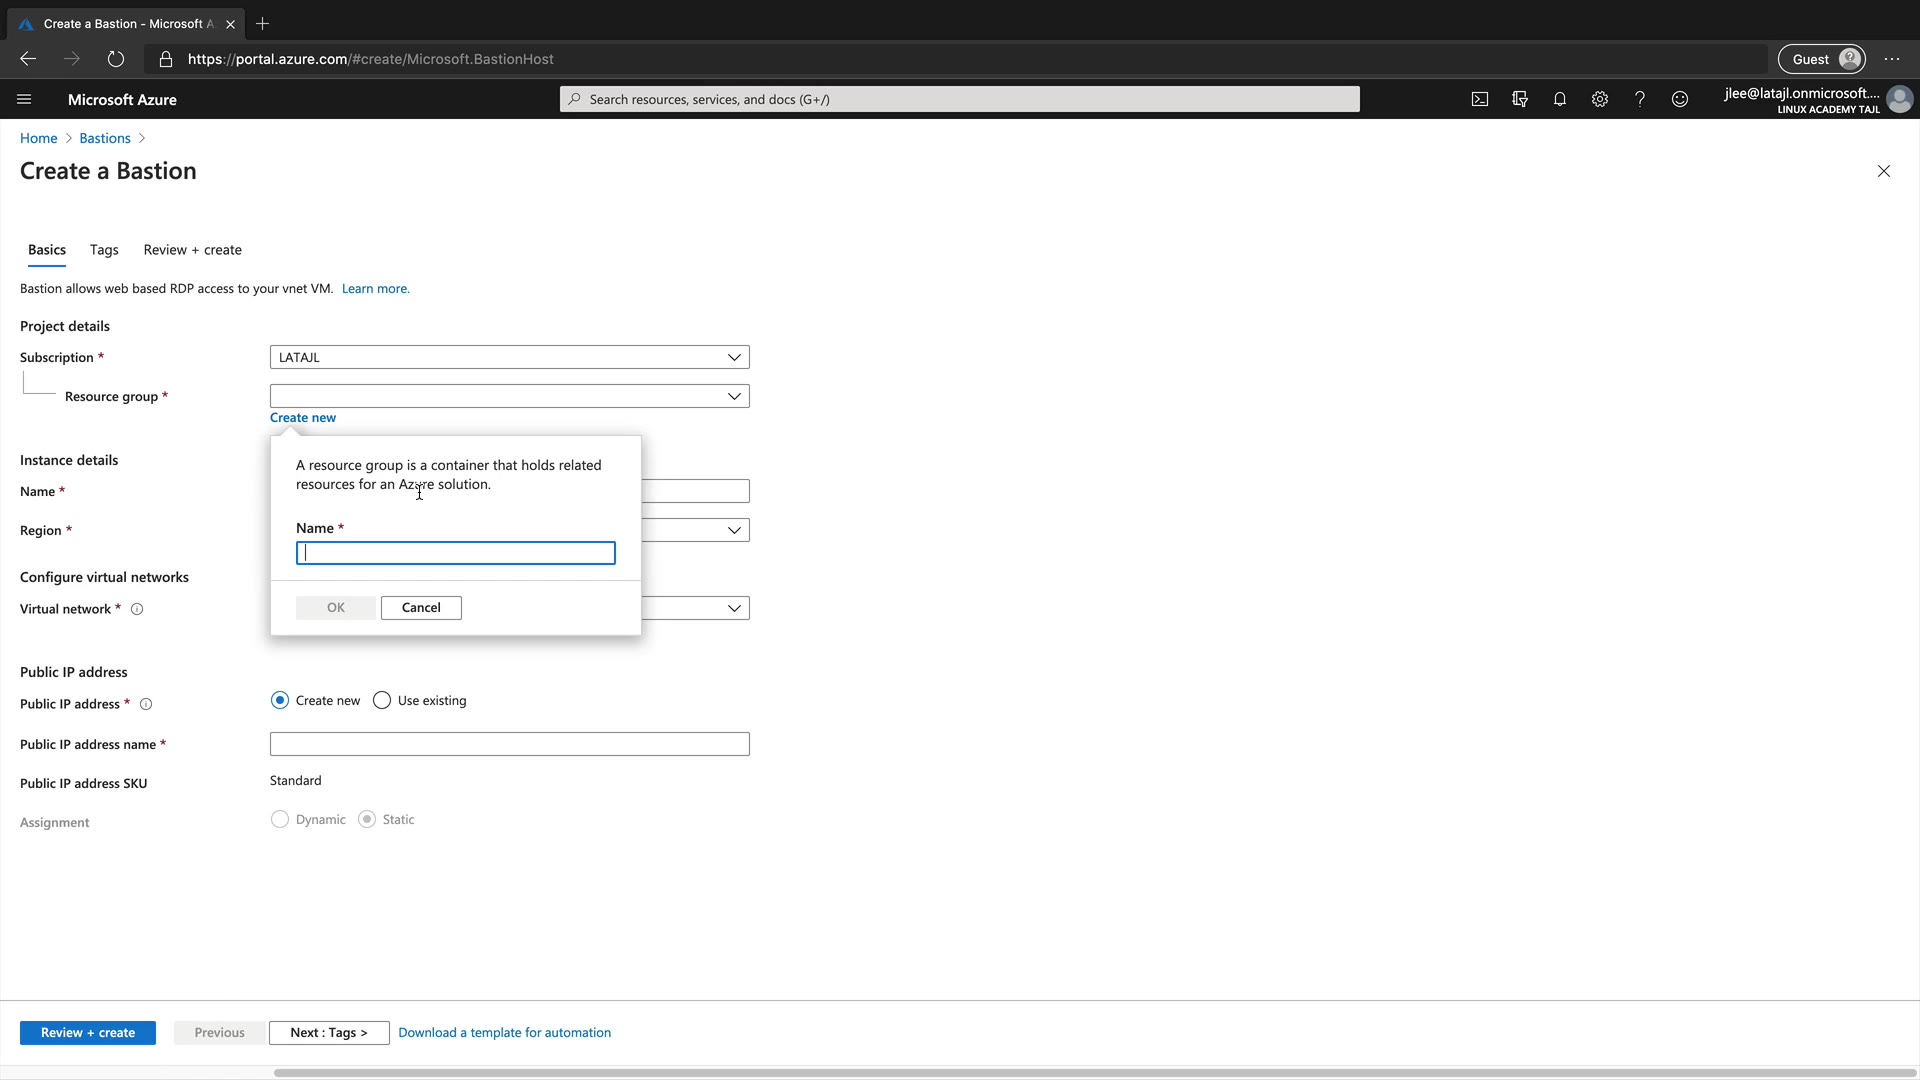 Create a Bastion - Microsoft A
https://portal.azure.com/#create/Microsoft.BastionHost
Guest
Microsoft Azure
Search resources, services, and docs (G+/)
jlee@latajl.onmicrosoft....
LINUX ACADEMY TAJL
Home > Bastions >
Create a Bastion
Basics Tags Review + create
Bastion allows web based RDP access to your vnet VM. Learn more.
Project details
Subscription *
LATAJL
Resource group *
Create new
A resource group is a container that holds related
resources for an Azure solution.
Name *
OK Cancel
Instance details
Name *
Region *
Configure virtual networks
Virtual network *
Public IP address
Public IP address *
Create new Use existing
Public IP address name *
Public IP address SKU
Standard
Assignment
Dynamic Static
Review + create Previous Next : Tags > Download a template for automation